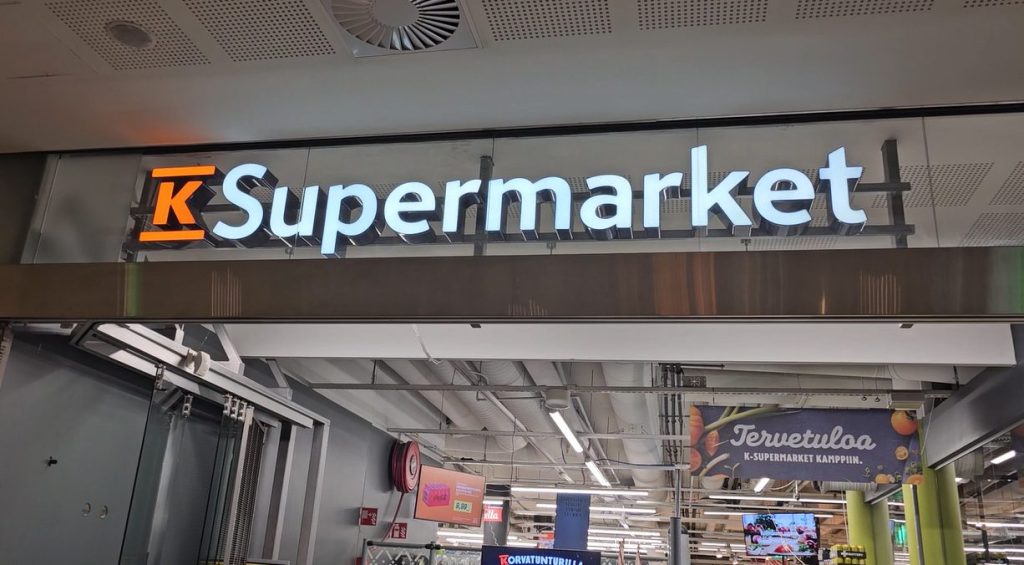 K Supermarket
Tervetuloa
K-SUPERMARKET KAMPPIIN.
KORVATUNTURILLA